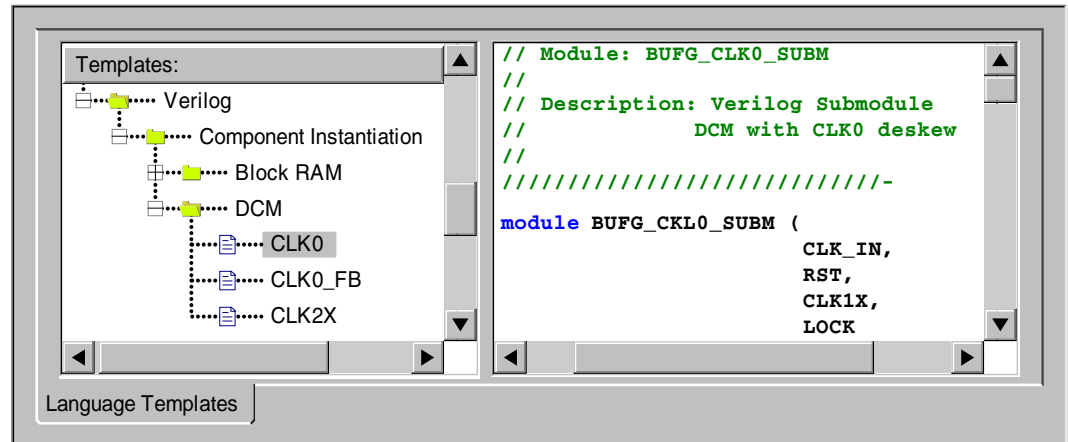 Templates:
Verilog
Component Instantiation
Block RAM
DCM
CLK0
CLK0_FB
CLK2X
// Module: BUFG_CLK0_SUBM
//
// Description: Verilog Submodule
// DCM with CLK0 deskew
//
/////////////////////////////-
module BUFG_CKL0_SUBM (
CLK_IN,
RST,
CLK1X,
LOCK
Language Templates